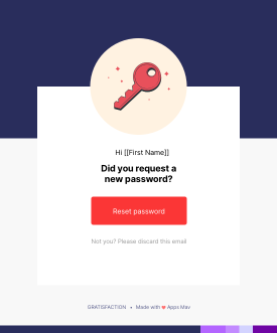 Hi [[First Name]]
Did you request a
new password?
Reset password
Not you? Please discard this email
GRATISFACTION • Made with ❤ Apps Mav